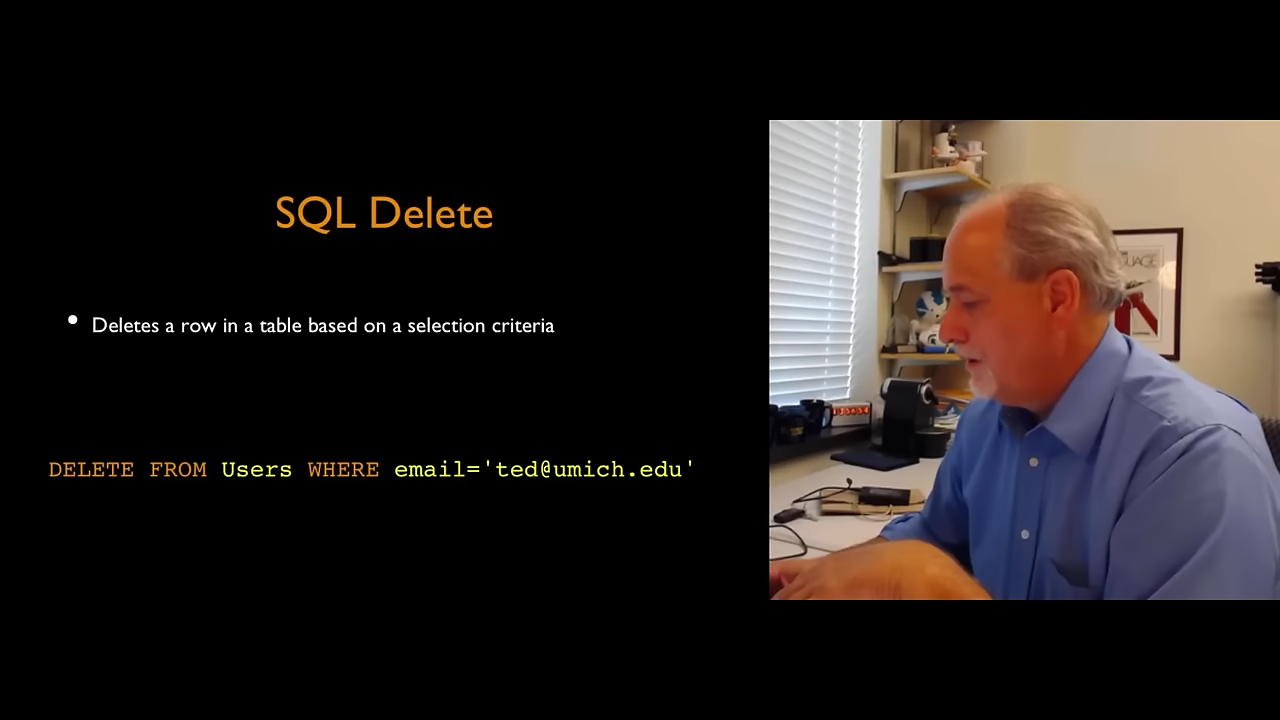 SQL Delete
• Deletes a row in a table based on a selection criteria
DELETE FROM Users WHERE email='ted@umich.edu'